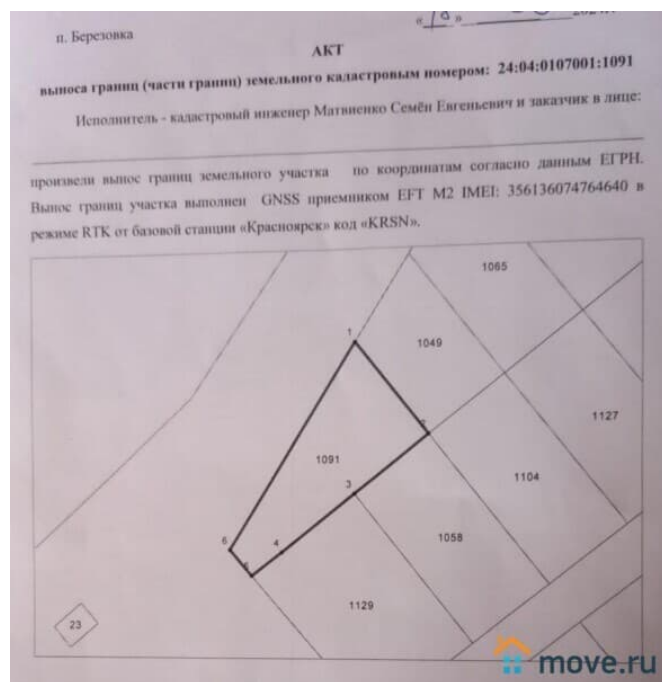 п. Березовка
АКТ
выноса границ (части границ) земельного кадастровым номером: 24:04:0107001:1091
Исполнитель - кадастровый инженер Матвиенко Семён Евгеньевич и заказчик в лице:
произвели вынос границ земельного участка по координатам согласно данным ЕГРН.
Вынос границ участка выполнен GNSS приемником EFT M2 IMEI: 356136074764640 в
режиме RTK от базовой станции «Красноярск» код «KRSN».
1065
1
1049
1127
1091
1104
3
6
4
1058
1129
23
move.ru